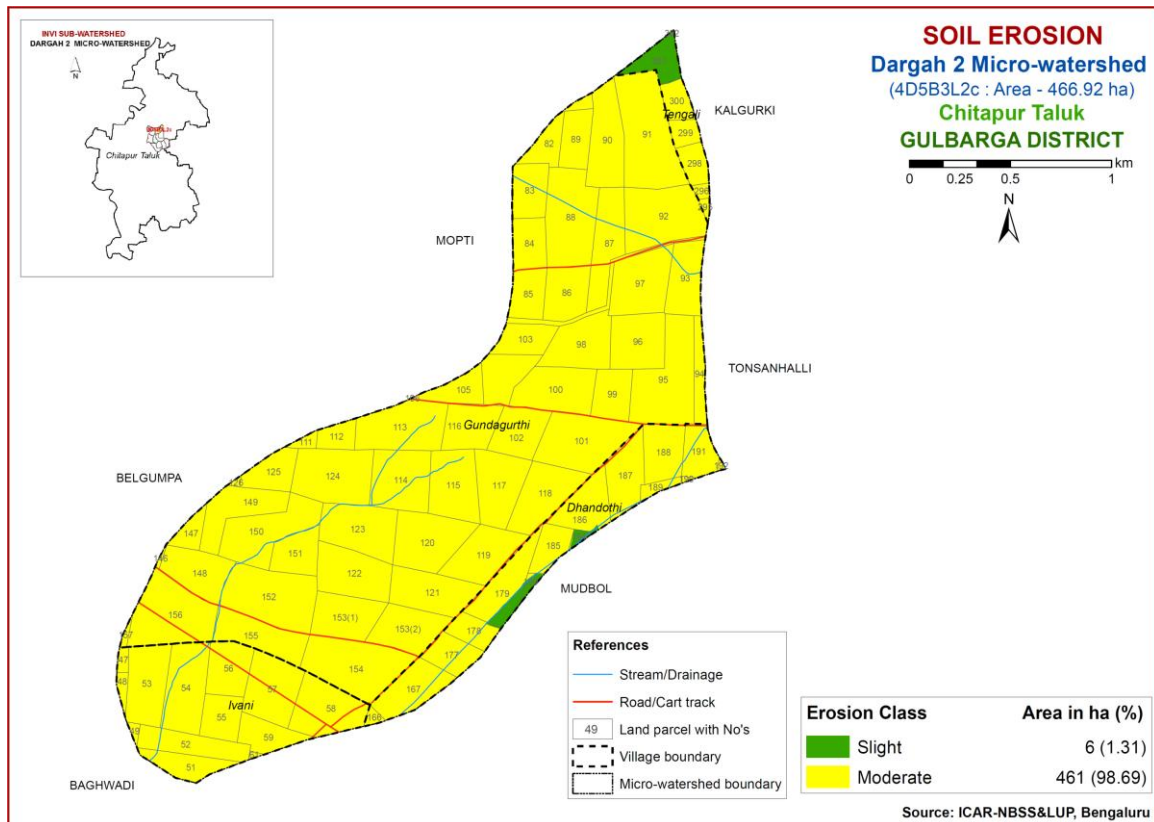 INVI SUB-WATERSHED
DARGAH 2 MICRO-WATERSHED
N
Chitapur Taluk
SOIL EROSION
Dargah 2 Micro-watershed
(4D5B3L2c : Area - 466.92 ha)
Chitapur Taluk
GULBARGA DISTRICT
km
0 0.25 0.5 1
N
KALGURKI
MOPTI
TONSANHALLI
BELGUMPA
MUDBOL
BAGHWADI
300
Tengali
299
298
82 89 90 91
83 88 92
84 87
85 86 97 93
103 98 96
105 100 99 95 94
111 112 113 116 Gundagurthi 102 101
125 124 114 115 117 118 187 188 191
149 Dhandothi 189
147 150 151 123 120 119 186 185
148 152 122 121 179
156 155 153(1) 153(2) 178
154 177 167
53 54 56 57 58
55 Ivani 59
52
51
References
Stream/Drainage
Road/Cart track
49 Land parcel with No's
Village boundary
Micro-watershed boundary
Erosion Class Area in ha (%)
Slight 6 (1.31)
Moderate 461 (98.69)
Source: ICAR-NBSS&LUP, Bengaluru